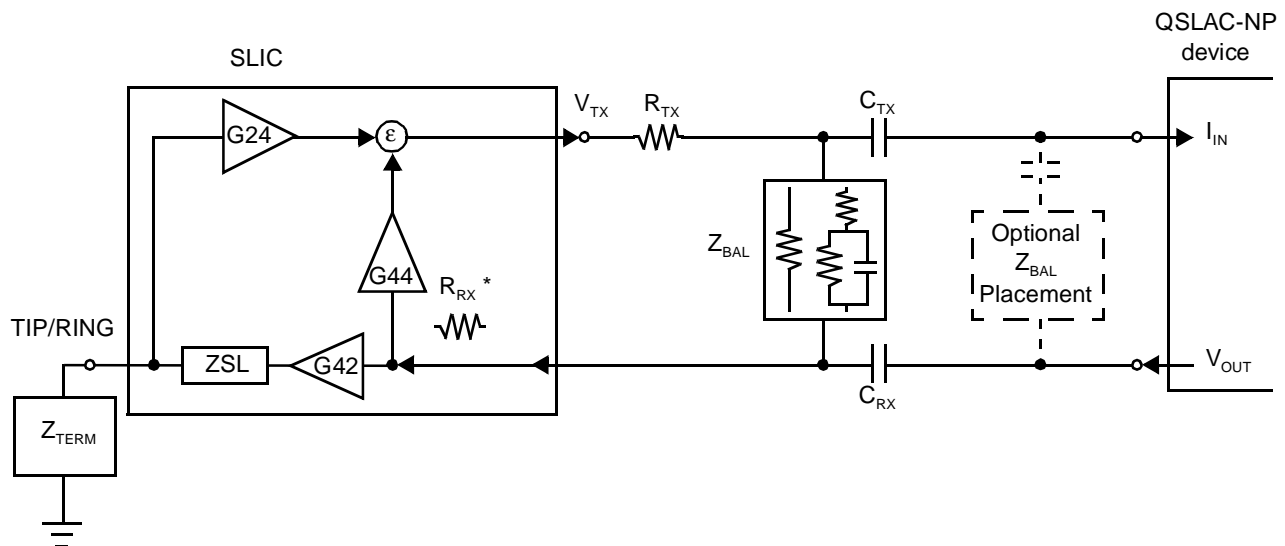 QSLAC-NP
device
SLIC
V_TX
R_TX
C_TX
G24
ε
I_IN
Z_BAL
Optional
Z_BAL
Placement
G44
R_RX *
TIP/RING
ZSL
G42
V_OUT
C_RX
Z_TERM